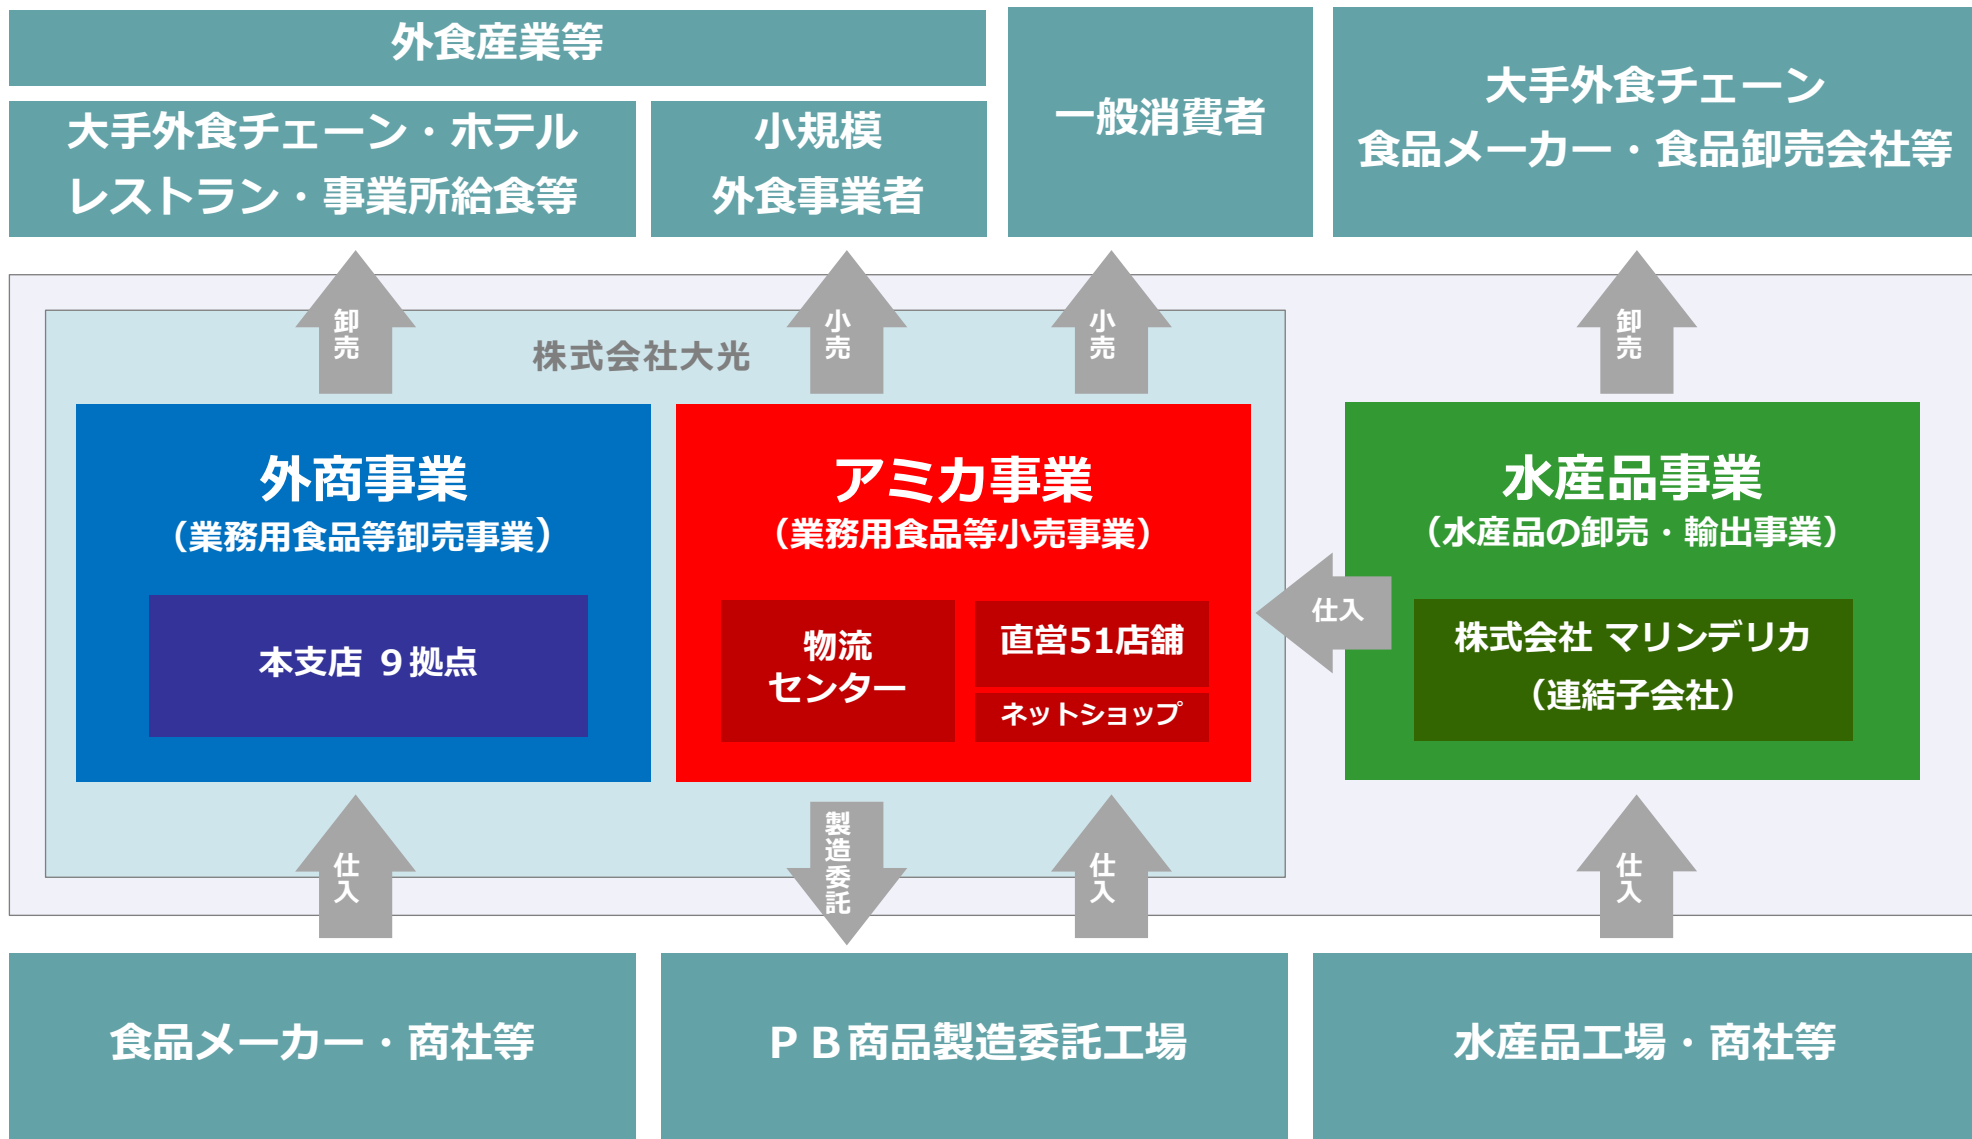 外食産業等
大手外食チェーン・ホテル
レストラン・事業所給食等
小規模
外食事業者
一般消費者
大手外食チェーン
食品メーカー・食品卸売会社等
卸売
小売
小売
卸売
株式会社大光
外商事業
（業務用食品等卸売事業）
本支店 ９拠点
アミカ事業
（業務用食品等小売事業）
物流
センター
直営51店舗
ネットショップ
仕入
水産品事業
（水産品の卸売・輸出事業）
株式会社 マリンデリカ
（連結子会社）
仕入
製造委託
仕入
仕入
食品メーカー・商社等
ＰＢ商品製造委託工場
水産品工場・商社等